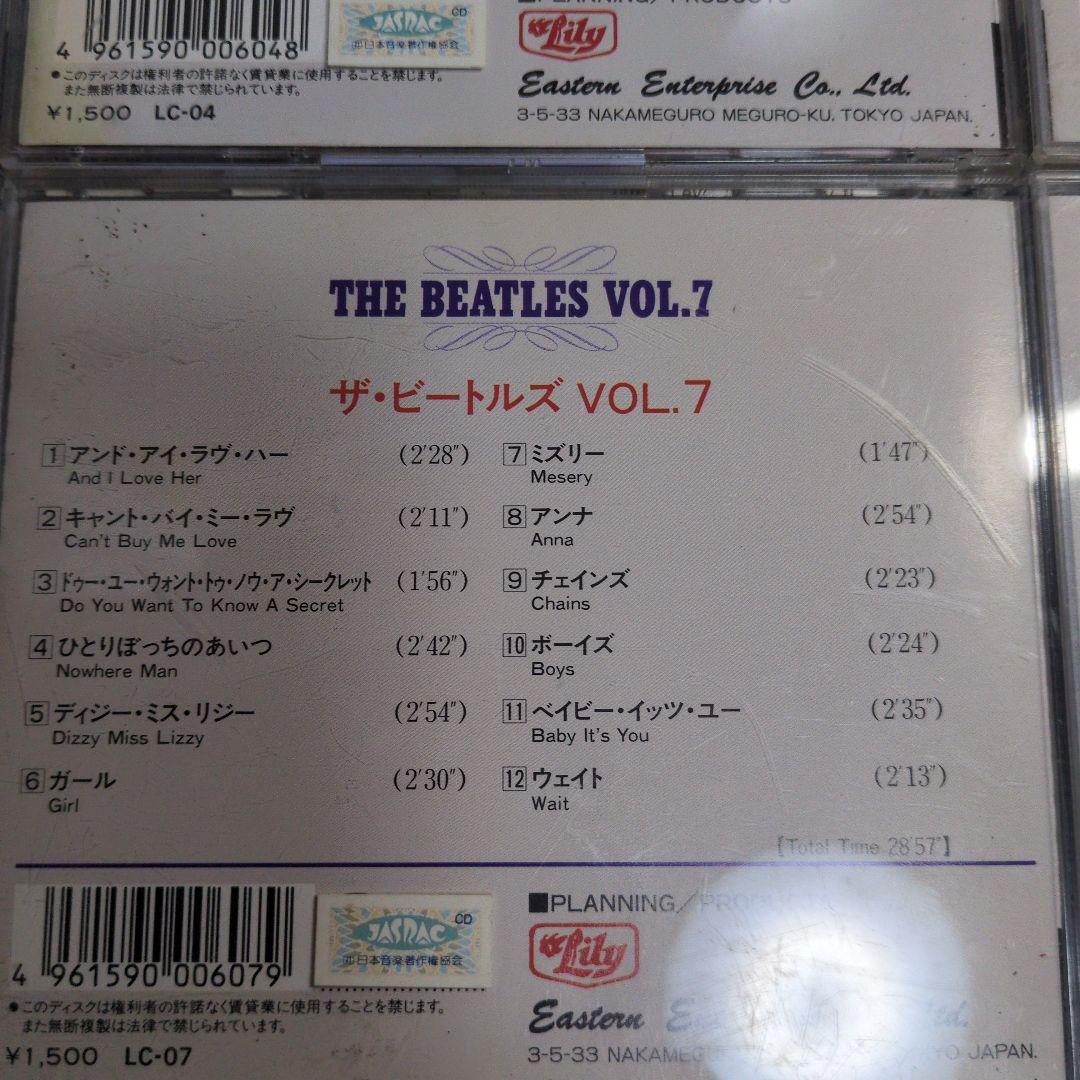 ■PLANNING/PRODUCTS
JASRAC CD
日本音楽著作権協会
4 961590 006048
Lily
●このディスクは権利者の許諾なく賃貸業に使用することを禁じます。
また無断複製は法律で禁じられています。
Eastern Enterprise Co., Ltd.
¥1,500 LC-04
3-5-33 NAKAMEGURO MEGURO-KU, TOKYO JAPAN.
THE BEATLES VOL.7
ザ・ビートルズ VOL.7
1 アンド・アイ・ラヴ・ハー (2'28")
And I Love Her
2 キャント・バイ・ミー・ラヴ (2'11")
Can't Buy Me Love
3 ドゥー・ユー・ウォント・トゥ・ノウ・ア・シークレット (1'56")
Do You Want To Know A Secret
4 ひとりぼっちのあいつ (2'42")
Nowhere Man
5 ディジー・ミス・リジー (2'54")
Dizzy Miss Lizzy
6 ガール (2'30")
Girl
7 ミズリー (1'47")
Mesery
8 アンナ (2'54")
Anna
9 チェインズ (2'23")
Chains
10 ボーイズ (2'24")
Boys
11 ベイビー・イッツ・ユー (2'35")
Baby It's You
12 ウェイト (2'13")
Wait
[Total Time 28'57"]
4 961590 006079
JASRAC CD
日本音楽著作権協会
●このディスクは権利者の許諾なく賃貸業に使用することを禁じます。
また無断複製は法律で禁じられています。
¥1,500 LC-07
■PLANNING/
Lily
Eastern Ltd.
3-5-33 JAPAN.